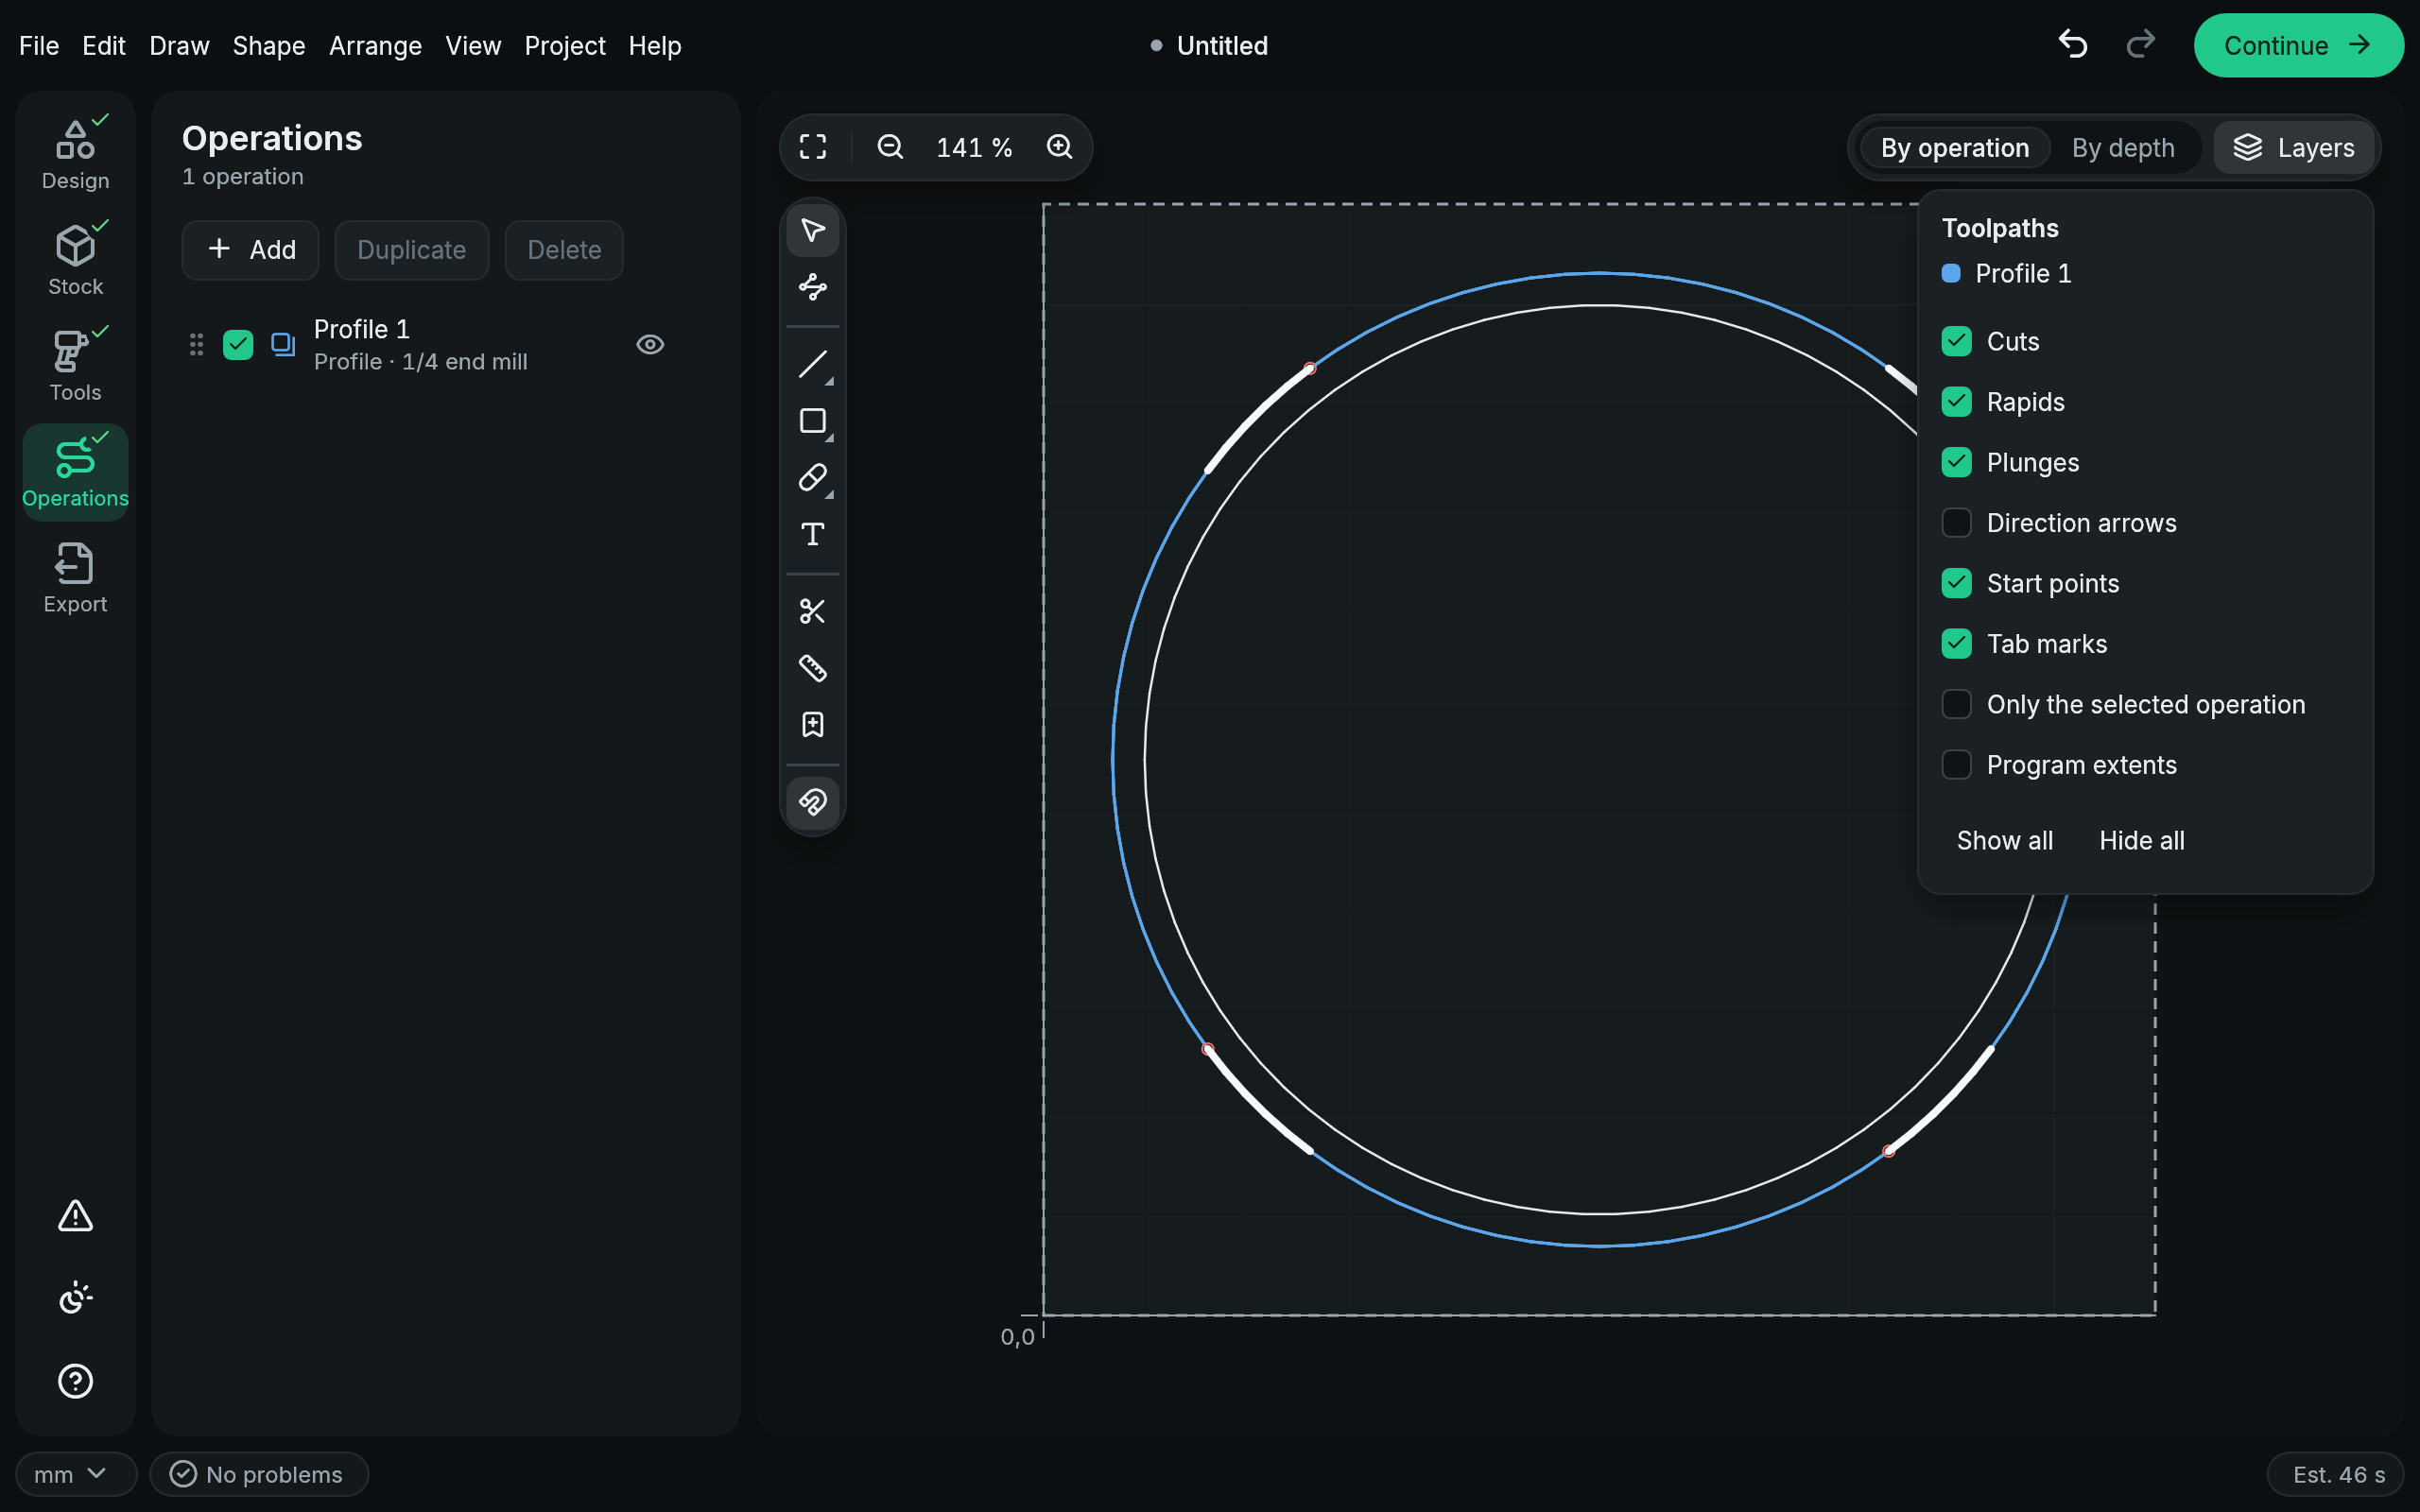 File Edit Draw Shape Arrange View Project Help
Untitled
Continue
Design
Stock
Tools
Operations
Export
Operations
1 operation
Add Duplicate Delete
Profile 1
Profile · 1/4 end mill
141 %
By operation By depth Layers
Toolpaths
Profile 1
Cuts
Rapids
Plunges
Direction arrows
Start points
Tab marks
Only the selected operation
Program extents
Show all Hide all
0,0
mm
No problems
Est. 46 s